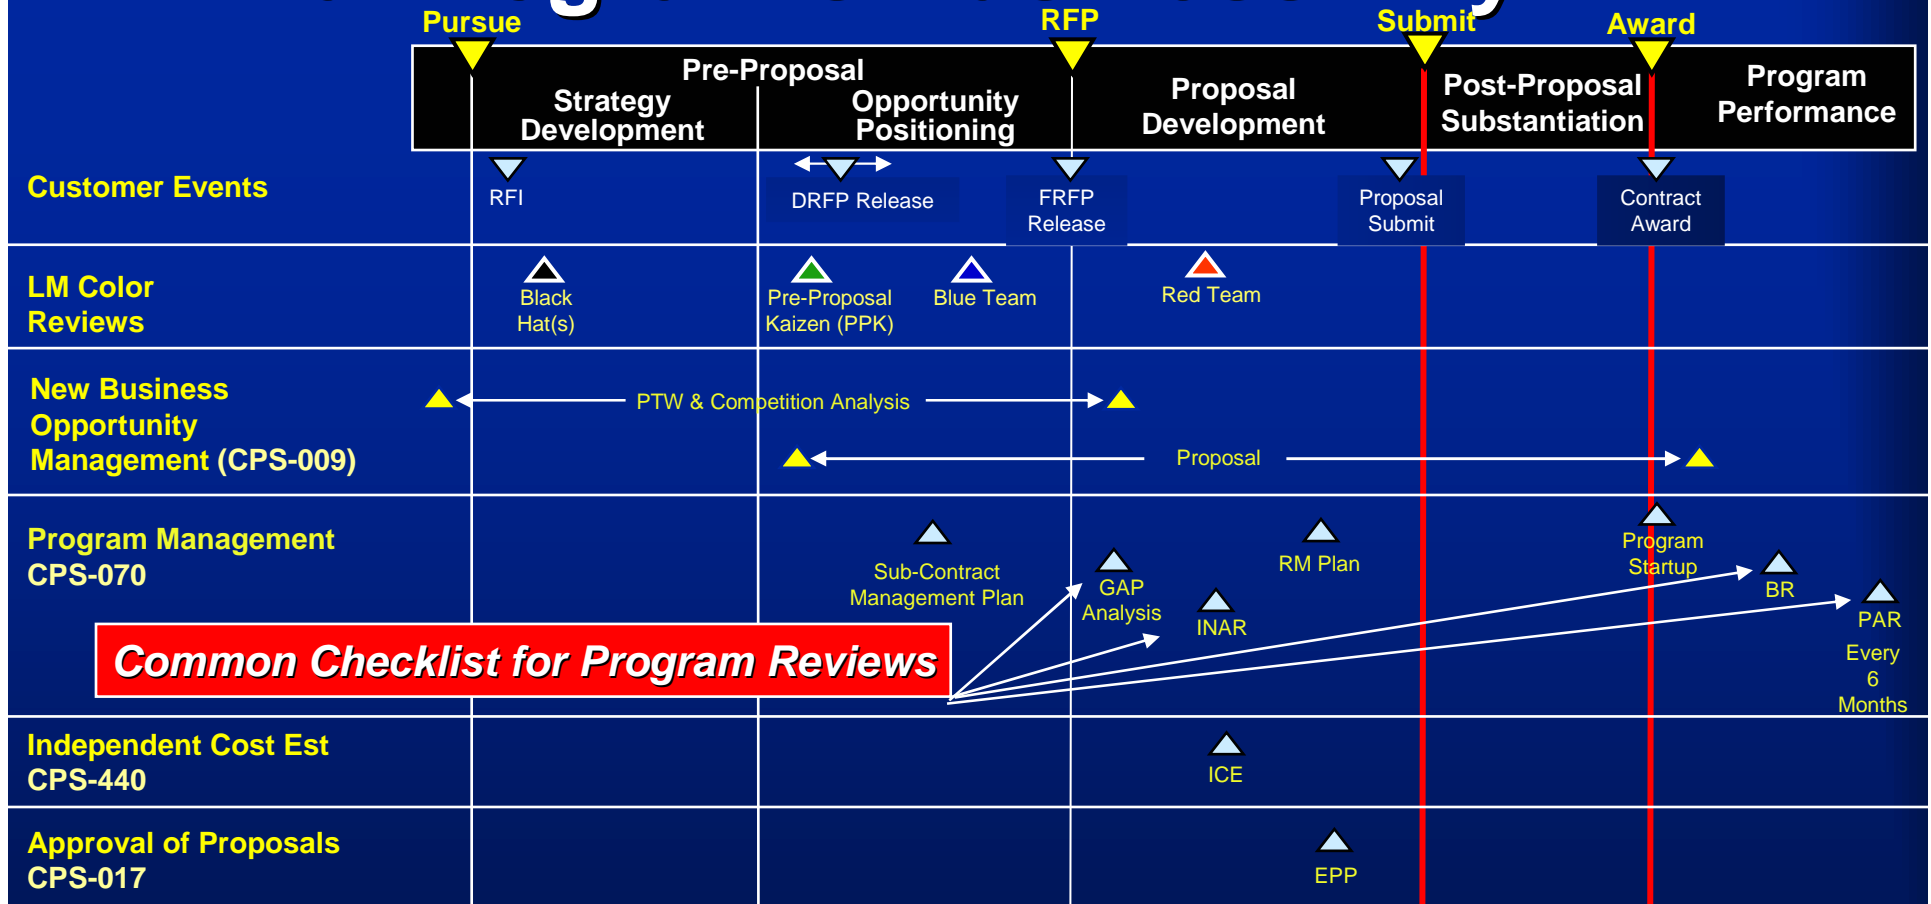 Pursue
RFP
Submit
Award
Pre-Proposal
Strategy
Development
Opportunity
Positioning
Proposal
Development
Post-Proposal
Substantiation
Program
Performance
Customer Events
RFI
DRFP Release
FRFP
Release
Proposal
Submit
Contract
Award
LM Color
Reviews
Black
Hat(s)
Pre-Proposal
Kaizen (PPK)
Blue Team
Red Team
New Business
Opportunity
Management (CPS-009)
PTW & Competition Analysis
Proposal
Program Management
CPS-070
Sub-Contract
Management Plan
GAP
Analysis
INAR
RM Plan
Program
Startup
BR
PAR
Every
6
Months
Common Checklist for Program Reviews
Independent Cost Est
CPS-440
ICE
Approval of Proposals
CPS-017
EPP